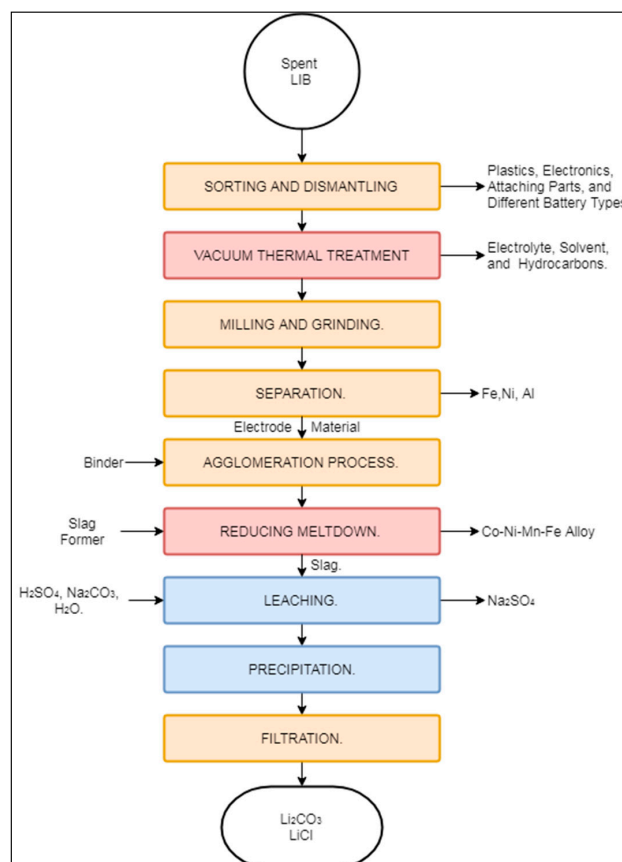 Spent
LIB
SORTING AND DISMANTLING
Plastics, Electronics,
Attaching Parts, and
Different Battery Types
VACUUM THERMAL TREATMENT
Electrolyte, Solvent,
and Hydrocarbons.
MILLING AND GRINDING.
SEPARATION.
Fe,Ni, Al
Electrode Material
Binder
AGGLOMERATION PROCESS.
Slag
Former
REDUCING MELTDOWN.
Co-Ni-Mn-Fe Alloy
Slag.
H₂SO₄, Na₂CO₃,
H₂O.
LEACHING.
Na₂SO₄
PRECIPITATION.
FILTRATION.
Li₂CO₃
LiCl